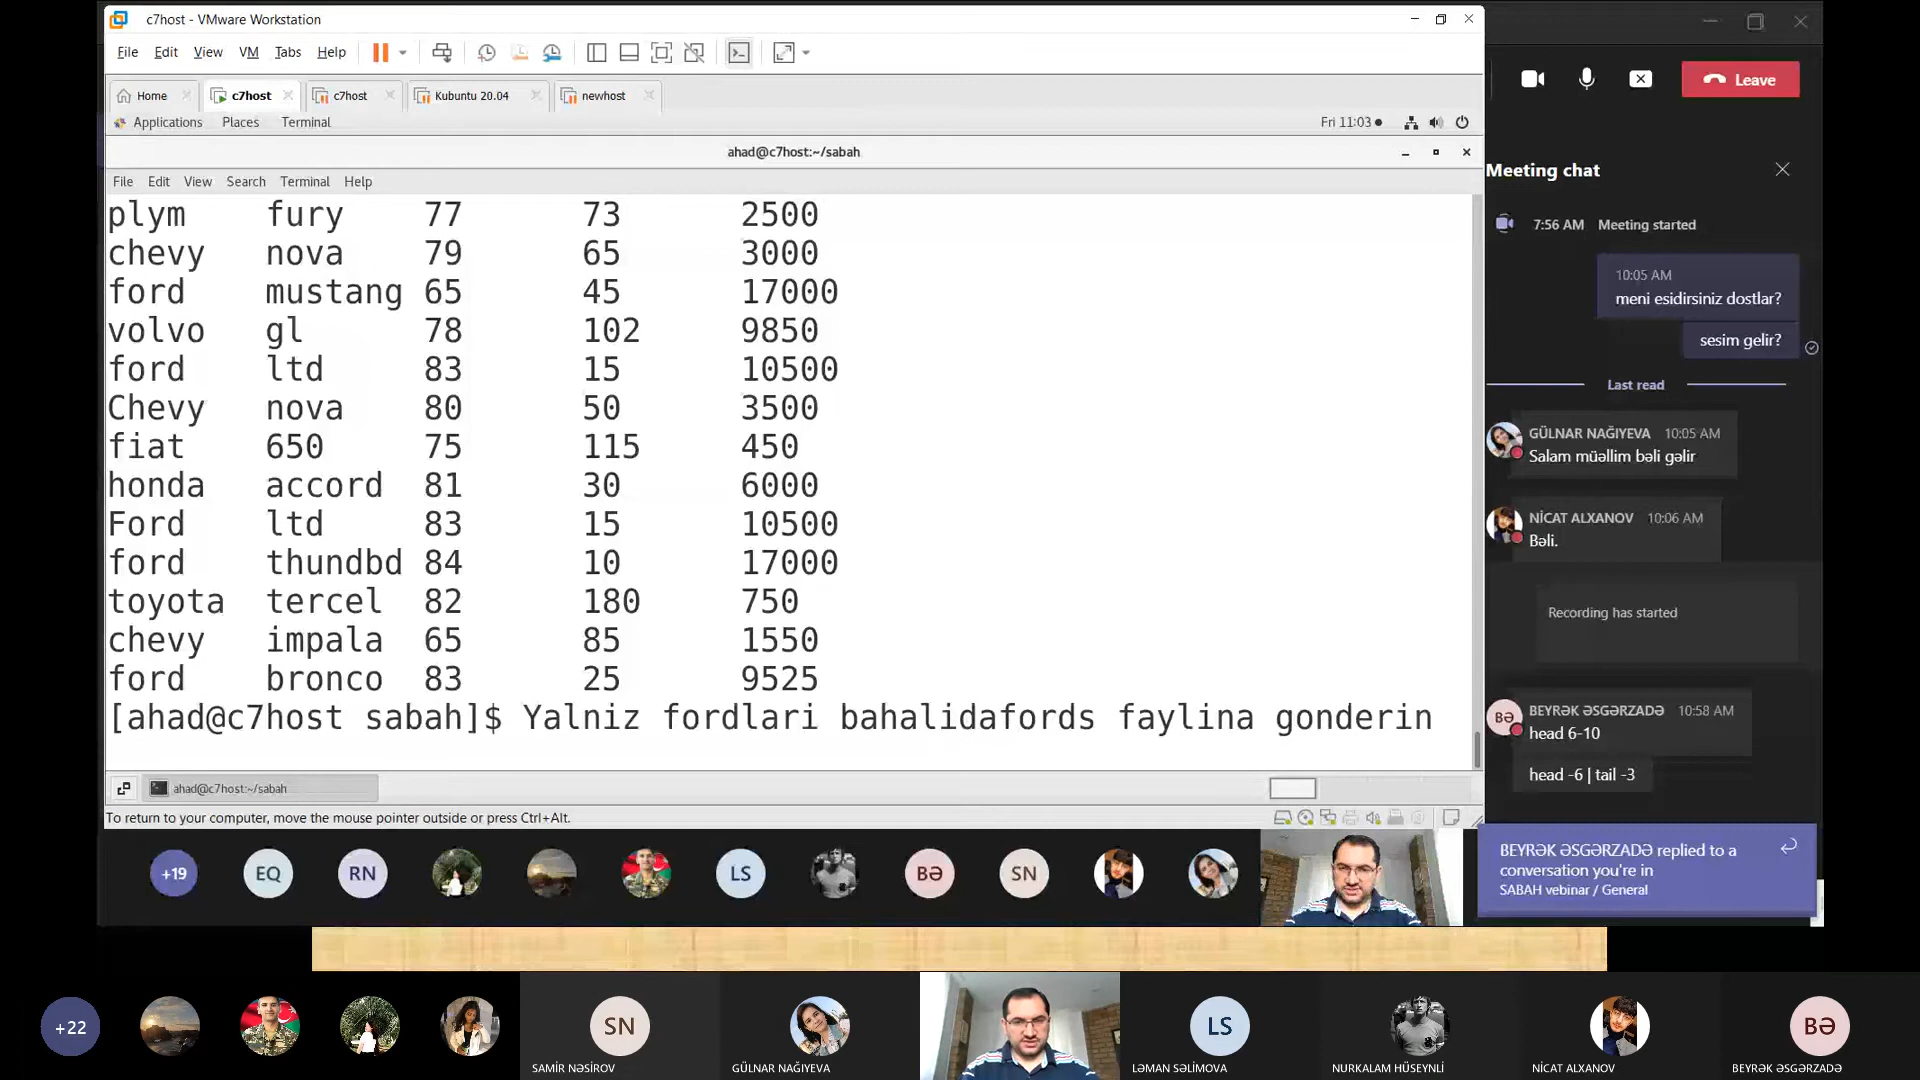 c7host - VMware Workstation
File Edit View VM Tabs Help
Home c7host c7host Kubuntu 20.04 newhost
Applications Places Terminal Fri 11:03
ahad@c7host:~/sabah
File Edit View Search Terminal Help
plym fury 77 73 2500
chevy nova 79 65 3000
ford mustang 65 45 17000
volvo gl 78 102 9850
ford ltd 83 15 10500
Chevy nova 80 50 3500
fiat 650 75 115 450
honda accord 81 30 6000
Ford ltd 83 15 10500
ford thundbd 84 10 17000
toyota tercel 82 180 750
chevy impala 65 85 1550
ford bronco 83 25 9525
[ahad@c7host sabah]$ Yalniz fordlari bahalidafords faylina gonderin
ahad@c7host:~/sabah
To return to your computer, move the mouse pointer outside or press Ctrl+Alt.
Leave
Meeting chat
7:56 AM Meeting started
10:05 AM
meni esidirsiniz dostlar?
sesim gelir?
Last read
GÜLNAR NAĞIYEVA 10:05 AM
Salam müəllim bəli gəlir
NİCAT ALXANOV 10:06 AM
Bəli.
Recording has started
BƏ
BEYRƏK ƏSGƏRZADƏ 10:58 AM
head 6-10
head -6 | tail -3
BEYRƏK ƏSGƏRZADƏ replied to a
conversation you're in
SABAH vebinar / General
+19 EQ RN LS BƏ SN
+22 SN LS BƏ
SAMİR NƏSİROV GÜLNAR NAĞIYEVA LƏMAN SƏLİMOVA NURKALAM HÜSEYNLİ NİCAT ALXANOV BEYRƏK ƏSGƏRZADƏ